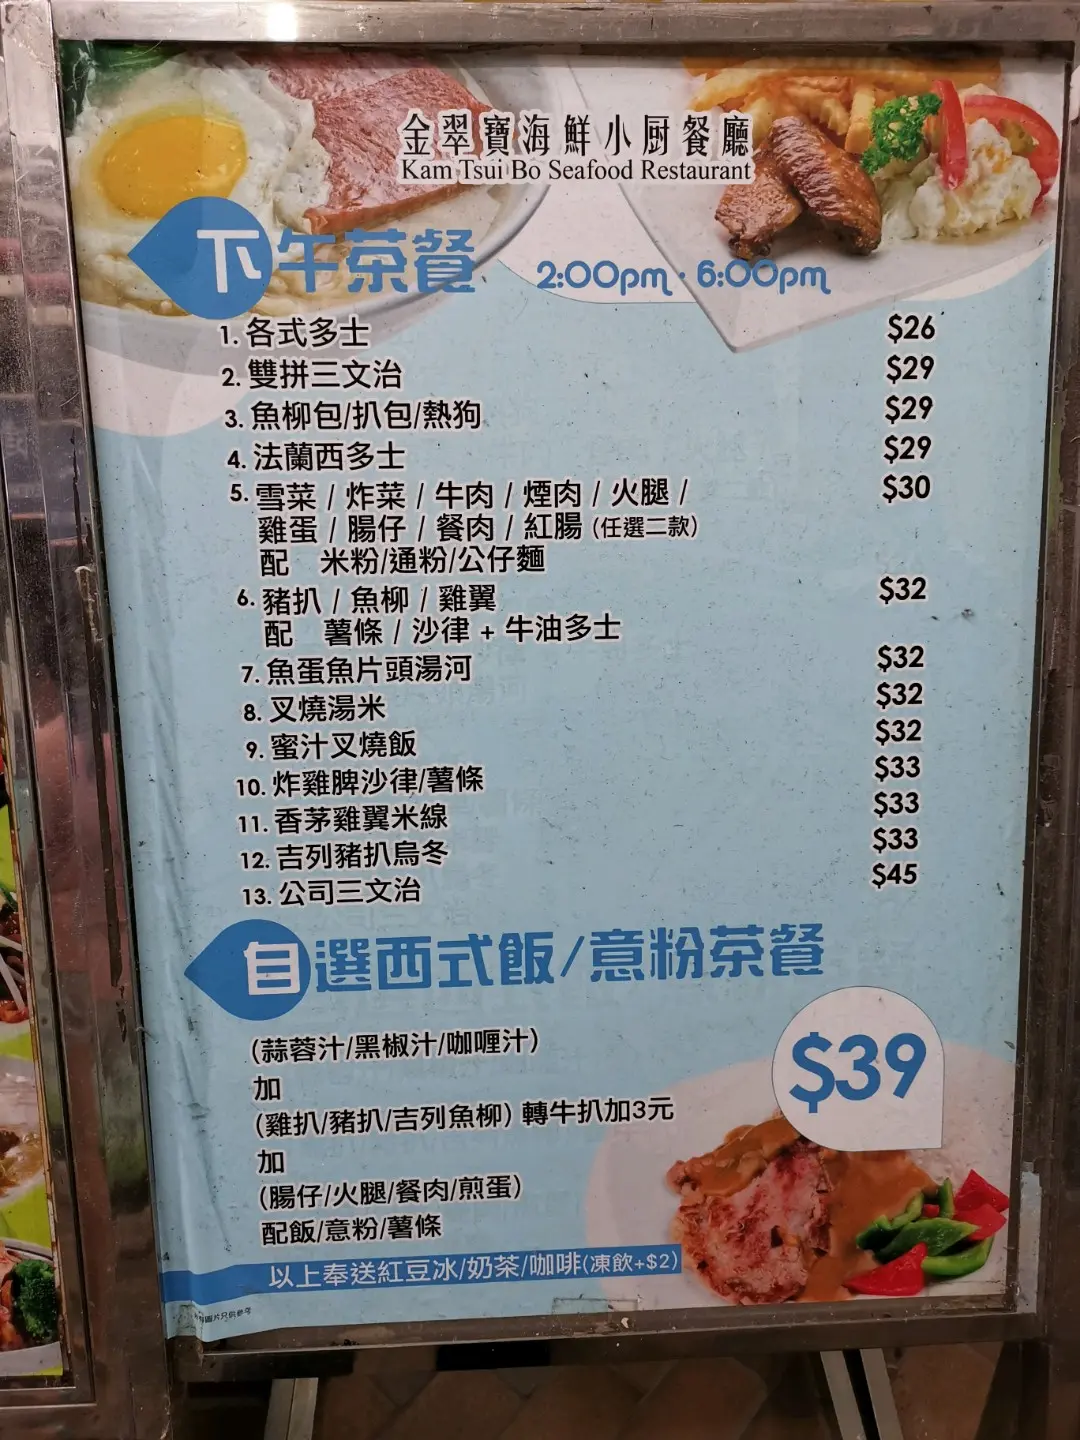 金翠寶海鮮小厨餐廳
Kam Tsui Bo Seafood Restaurant
下午茶餐 2:00pm - 6:00pm
1. 各式多士 $26
2. 雙拼三文治 $29
3. 魚柳包/扒包/熱狗 $29
4. 法蘭西多士 $29
5. 雪菜 / 炸菜 / 牛肉 / 煙肉 / 火腿 / $30
雞蛋 / 腸仔 / 餐肉 / 紅腸 (任選二款)
配 米粉/通粉/公仔麵
6. 豬扒 / 魚柳 / 雞翼 $32
配 薯條 / 沙律 + 牛油多士
7. 魚蛋魚片頭湯河 $32
8. 叉燒湯米 $32
9. 蜜汁叉燒飯 $32
10. 炸雞脾沙律/薯條 $33
11. 香茅雞翼米線 $33
12. 吉列豬扒烏冬 $33
13. 公司三文治 $45
自選西式飯/意粉茶餐
(蒜蓉汁/黑椒汁/咖喱汁)
$39
加
(雞扒/豬扒/吉列魚柳) 轉牛扒加3元
加
(腸仔/火腿/餐肉/煎蛋)
配飯/意粉/薯條
以上奉送紅豆冰/奶茶/咖啡(凍飲+$2)
圖片只供參考